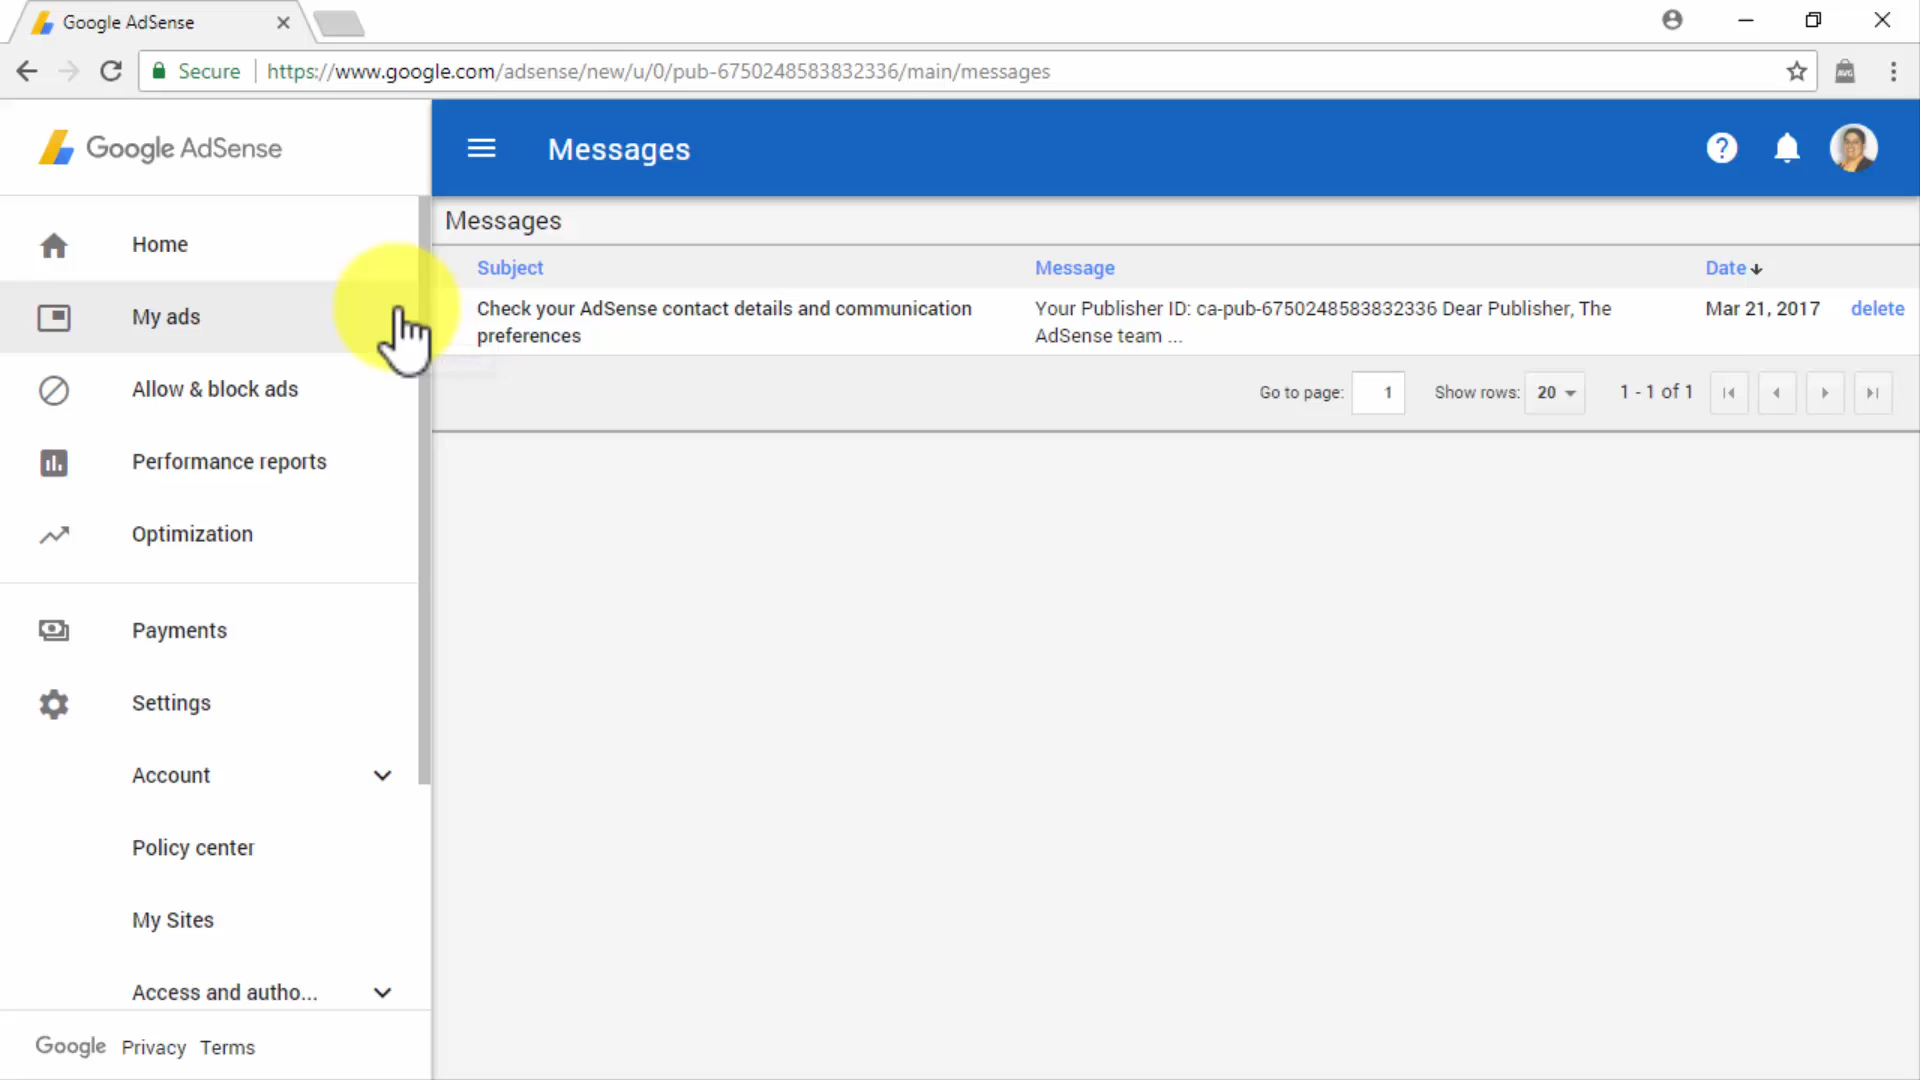 Google AdSense
Secure https://www.google.com/adsense/new/u/0/pub-6750248583832336/main/messages
AVG
Google AdSense
Messages
Home
My ads
Allow & block ads
Performance reports
Optimization
Payments
Settings
Account
Policy center
My Sites
Access and autho...
Google Privacy Terms
Messages
Subject Message Date
Check your AdSense contact details and communication
preferences
Your Publisher ID: ca-pub-6750248583832336 Dear Publisher, The
AdSense team ...
Mar 21, 2017 delete
Go to page: 1 Show rows: 20 1 - 1 of 1